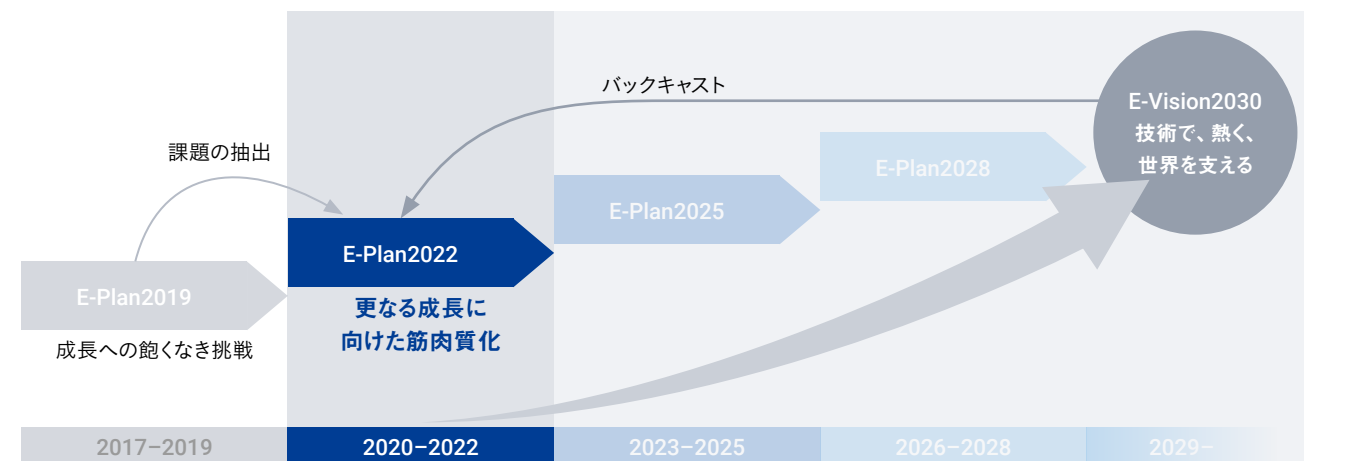 バックキャスト
E-Vision2030
技術で、熱く、
世界を支える
課題の抽出
E-Plan2028
E-Plan2025
E-Plan2022
更なる成長に
向けた筋肉質化
E-Plan2019
成長への飽くなき挑戦
2017–2019
2020–2022
2023–2025
2026–2028
2029–